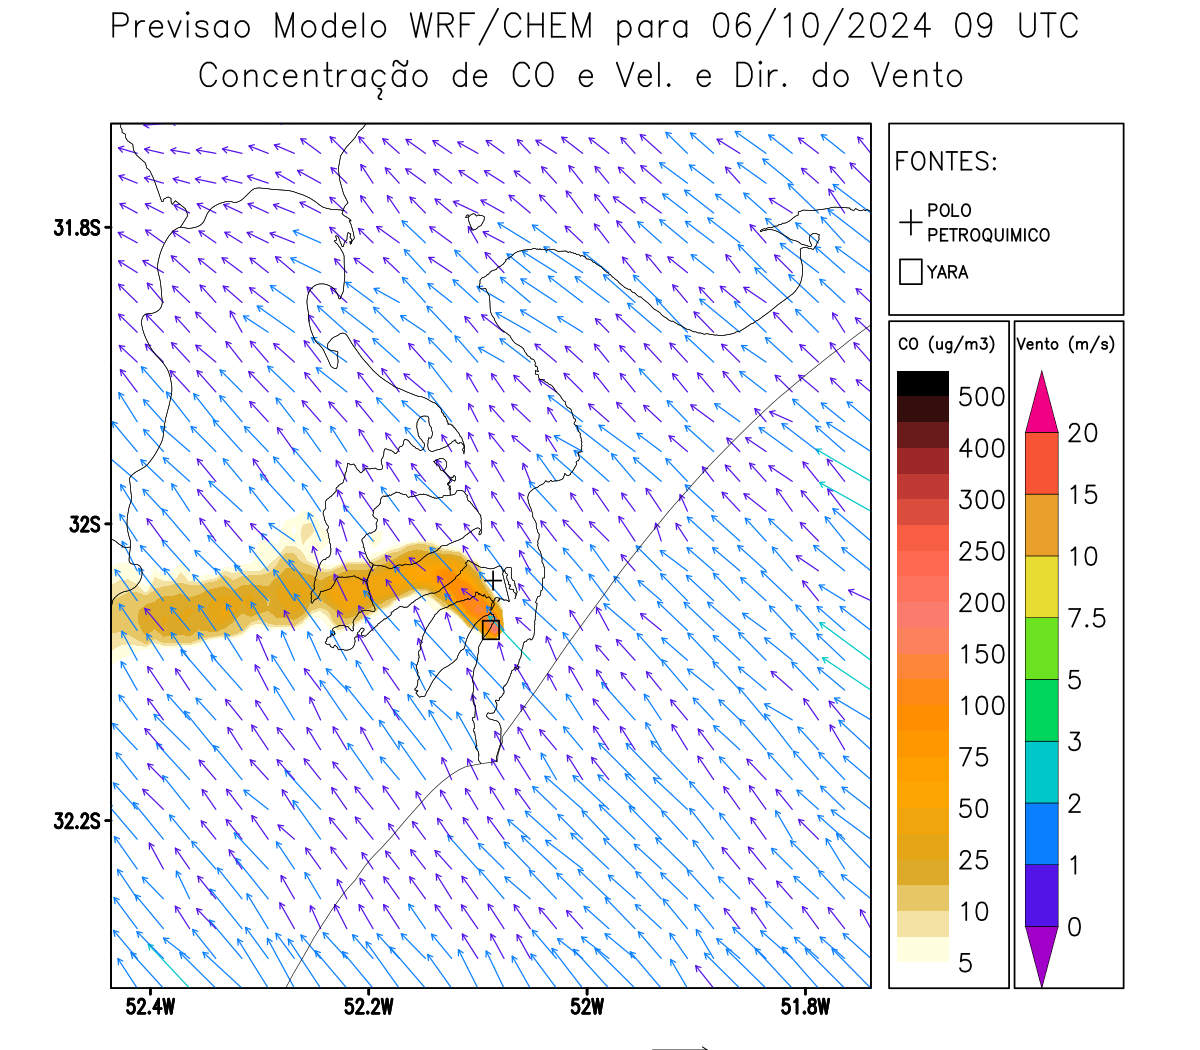 Previsao Modelo WRF/CHEM para 06/10/2024 09 UTC
Concentração de CO e Vel. e Dir. do Vento
FONTES:
POLO
PETROQUIMICO
YARA
CO (ug/m3)
500
400
300
250
200
150
100
75
50
25
10
5
Vento (m/s)
20
15
10
7.5
5
3
2
1
0
31.8S
32S
32.2S
52.4W
52.2W
52W
51.8W